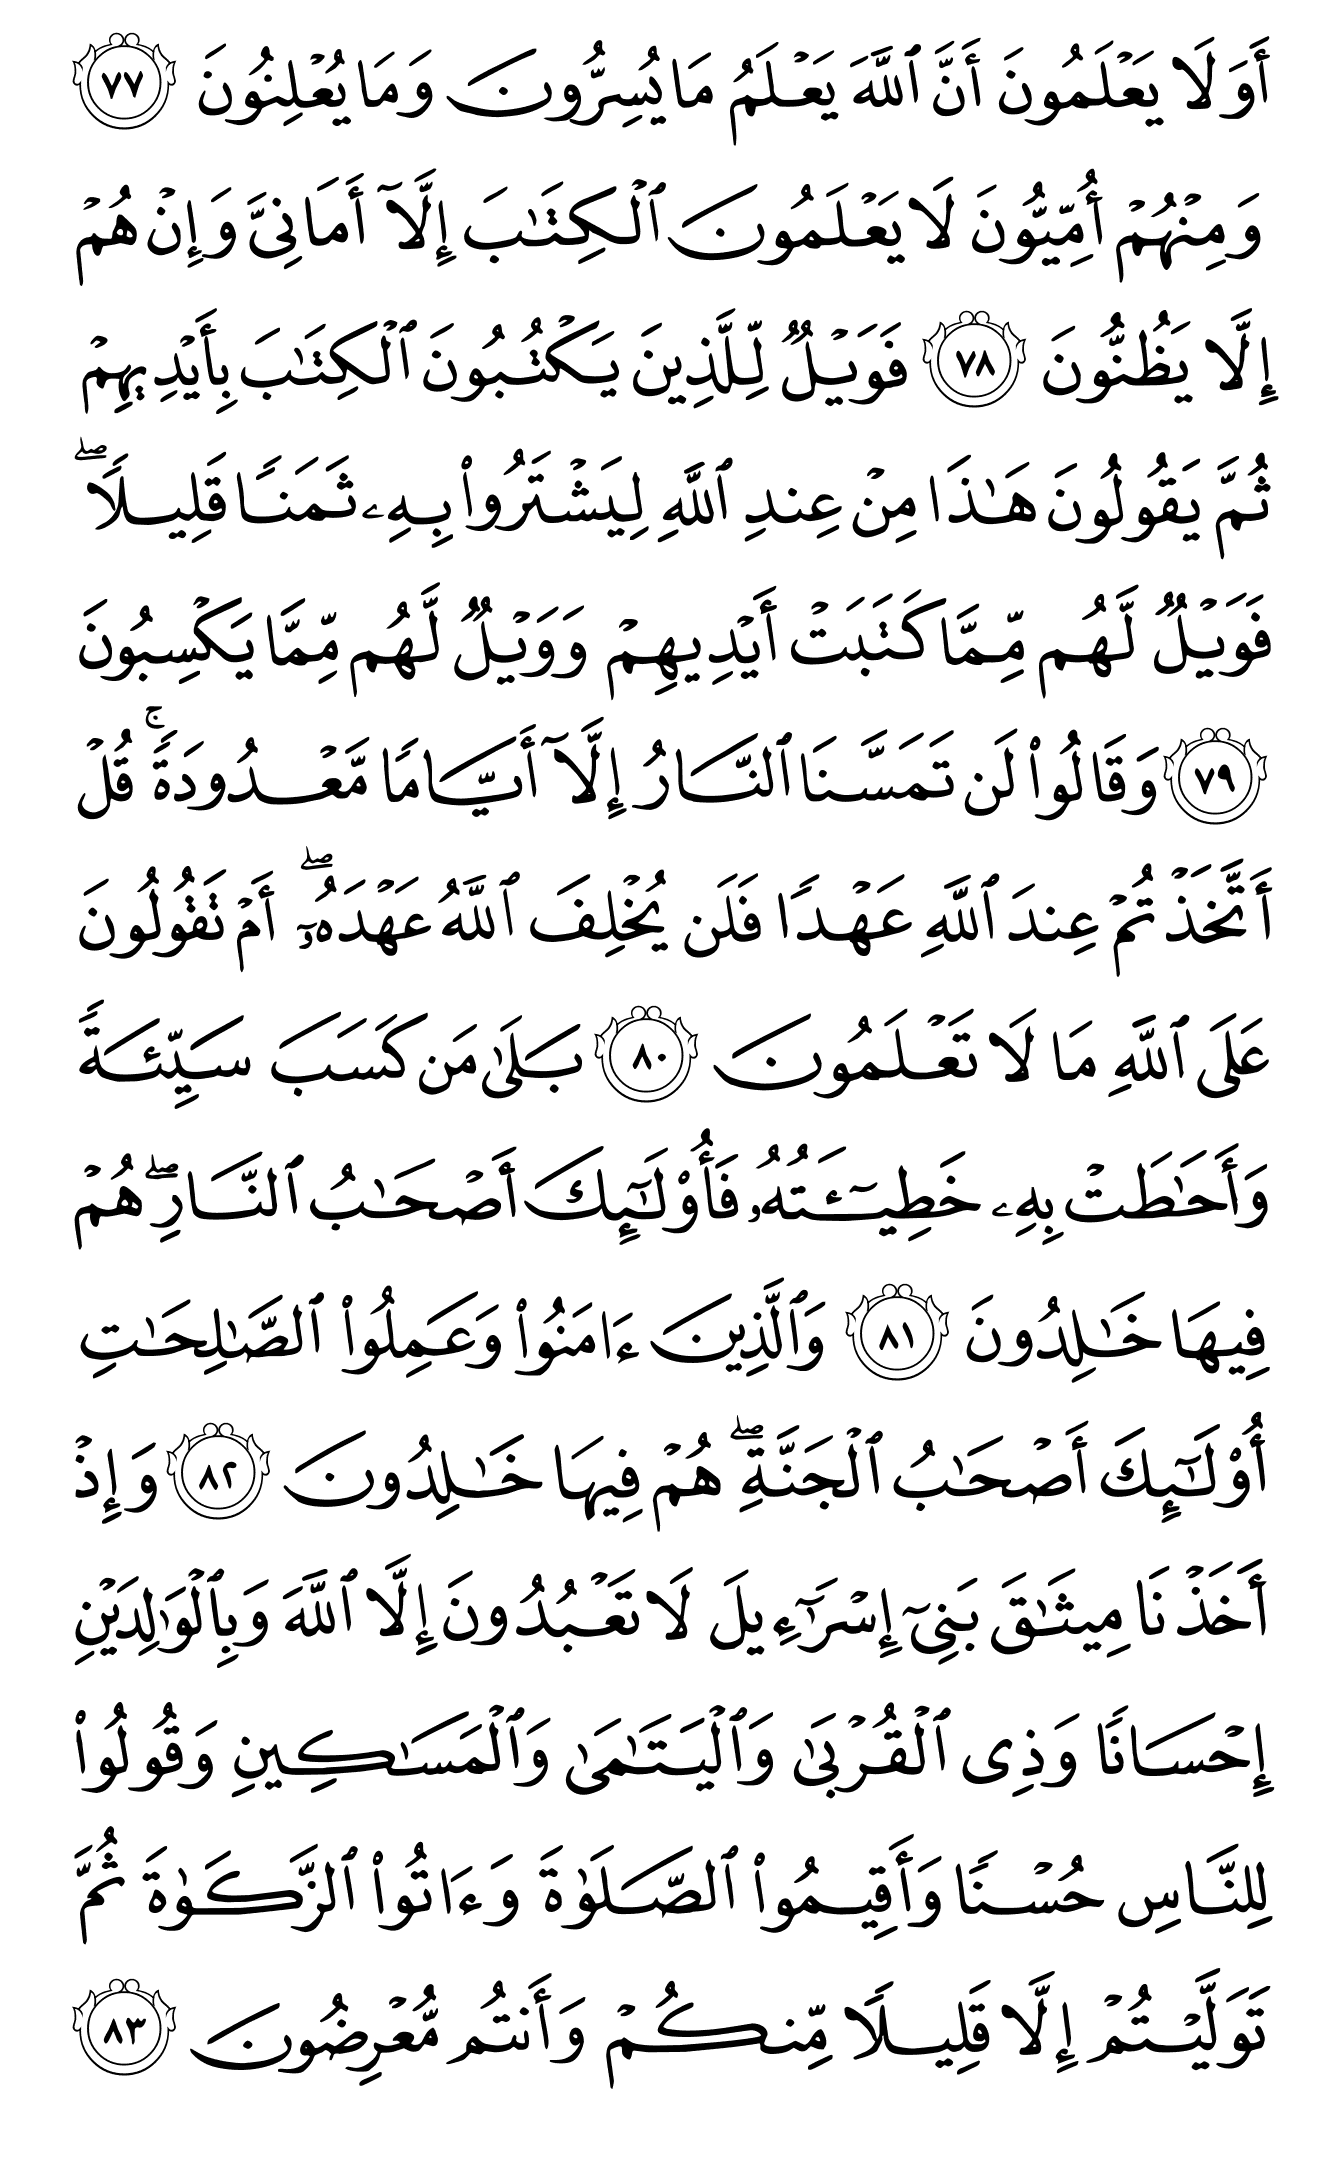 أَوَلَا يَعْلَمُونَ أَنَّ ٱللَّهَ يَعْلَمُ مَا يُسِرُّونَ وَمَا يُعْلِنُونَ ٧٧
وَمِنْهُمْ أُمِّيُّونَ لَا يَعْلَمُونَ ٱلْكِتَٰبَ إِلَّآ أَمَانِىَّ وَإِنْ هُمْ
إِلَّا يَظُنُّونَ ٧٨ فَوَيْلٌ لِّلَّذِينَ يَكْتُبُونَ ٱلْكِتَٰبَ بِأَيْدِيهِمْ
ثُمَّ يَقُولُونَ هَٰذَا مِنْ عِندِ ٱللَّهِ لِيَشْتَرُوا۟ بِهِۦ ثَمَنًا قَلِيلًا ۖ
فَوَيْلٌ لَّهُم مِّمَّا كَتَبَتْ أَيْدِيهِمْ وَوَيْلٌ لَّهُم مِّمَّا يَكْسِبُونَ
٧٩ وَقَالُوا۟ لَن تَمَسَّنَا ٱلنَّارُ إِلَّآ أَيَّامًا مَّعْدُودَةً ۚ قُلْ
أَتَّخَذْتُمْ عِندَ ٱللَّهِ عَهْدًا فَلَن يُخْلِفَ ٱللَّهُ عَهْدَهُۥٓ ۖ أَمْ تَقُولُونَ
عَلَى ٱللَّهِ مَا لَا تَعْلَمُونَ ٨٠ بَلَىٰ مَن كَسَبَ سَيِّئَةً
وَأَحَٰطَتْ بِهِۦ خَطِيٓـَٔتُهُۥ فَأُو۟لَٰٓئِكَ أَصْحَٰبُ ٱلنَّارِ ۖ هُمْ
فِيهَا خَٰلِدُونَ ٨١ وَٱلَّذِينَ ءَامَنُوا۟ وَعَمِلُوا۟ ٱلصَّٰلِحَٰتِ
أُو۟لَٰٓئِكَ أَصْحَٰبُ ٱلْجَنَّةِ ۖ هُمْ فِيهَا خَٰلِدُونَ ٨٢ وَإِذْ
أَخَذْنَا مِيثَٰقَ بَنِىٓ إِسْرَٰٓءِيلَ لَا تَعْبُدُونَ إِلَّا ٱللَّهَ وَبِٱلْوَٰلِدَيْنِ
إِحْسَانًا وَذِى ٱلْقُرْبَىٰ وَٱلْيَتَٰمَىٰ وَٱلْمَسَٰكِينِ وَقُولُوا۟
لِلنَّاسِ حُسْنًا وَأَقِيمُوا۟ ٱلصَّلَوٰةَ وَءَاتُوا۟ ٱلزَّكَوٰةَ ثُمَّ
تَوَلَّيْتُمْ إِلَّا قَلِيلًا مِّنكُمْ وَأَنتُم مُّعْرِضُونَ ٨٣